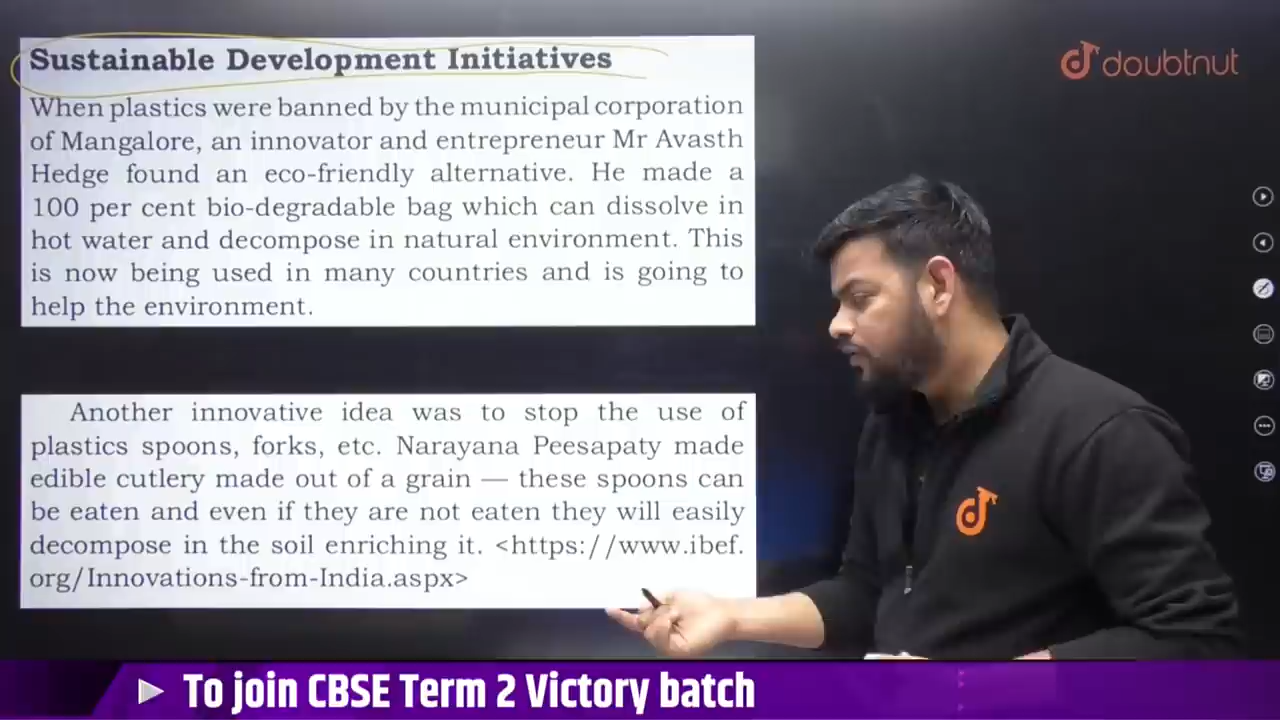 Sustainable Development Initiatives
When plastics were banned by the municipal corporation
of Mangalore, an innovator and entrepreneur Mr Avasth
Hedge found an eco-friendly alternative. He made a
100 per cent bio-degradable bag which can dissolve in
hot water and decompose in natural environment. This
is now being used in many countries and is going to
help the environment.
Another innovative idea was to stop the use of
plastics spoons, forks, etc. Narayana Peesapaty made
edible cutlery made out of a grain — these spoons can
be eaten and even if they are not eaten they will easily
decompose in the soil enriching it. <https://www.ibef.
org/Innovations-from-India.aspx>
doubtnut
To join CBSE Term 2 Victory batch